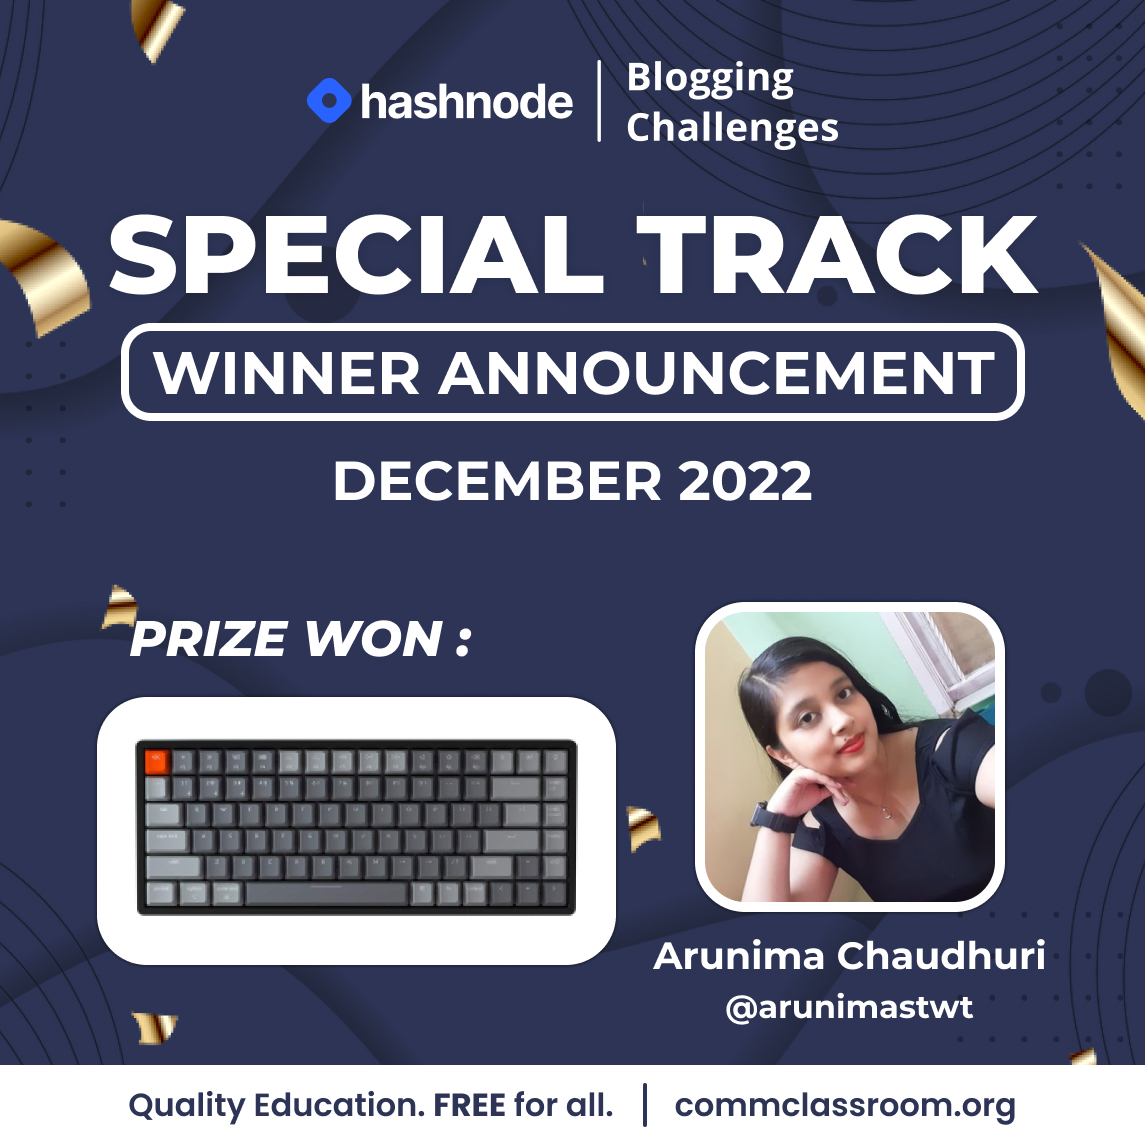 hashnode
Blogging
Challenges
SPECIAL TRACK
WINNER ANNOUNCEMENT
DECEMBER 2022
PRIZE WON :
Arunima Chaudhuri
@arunimastwt
Quality Education. FREE for all.
commclassroom.org